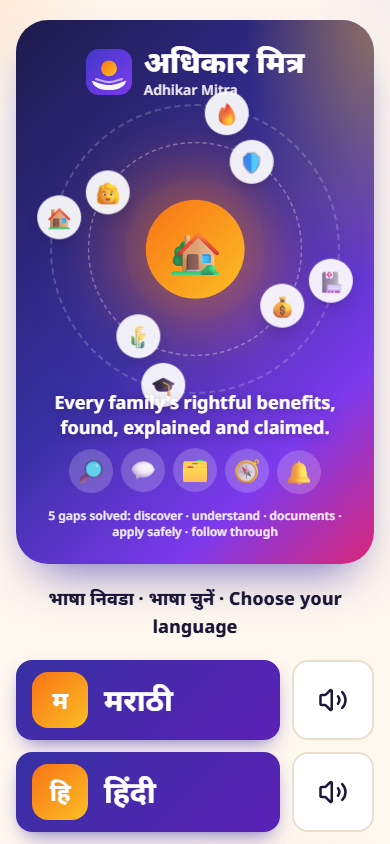 अधिकार मित्र
Adhikar Mitra
Every family's rightful benefits,
found, explained and claimed.
5 gaps solved: discover · understand · documents ·
apply safely · follow through
भाषा निवडा · भाषा चुनें · Choose your
language
म मराठी
हि हिंदी